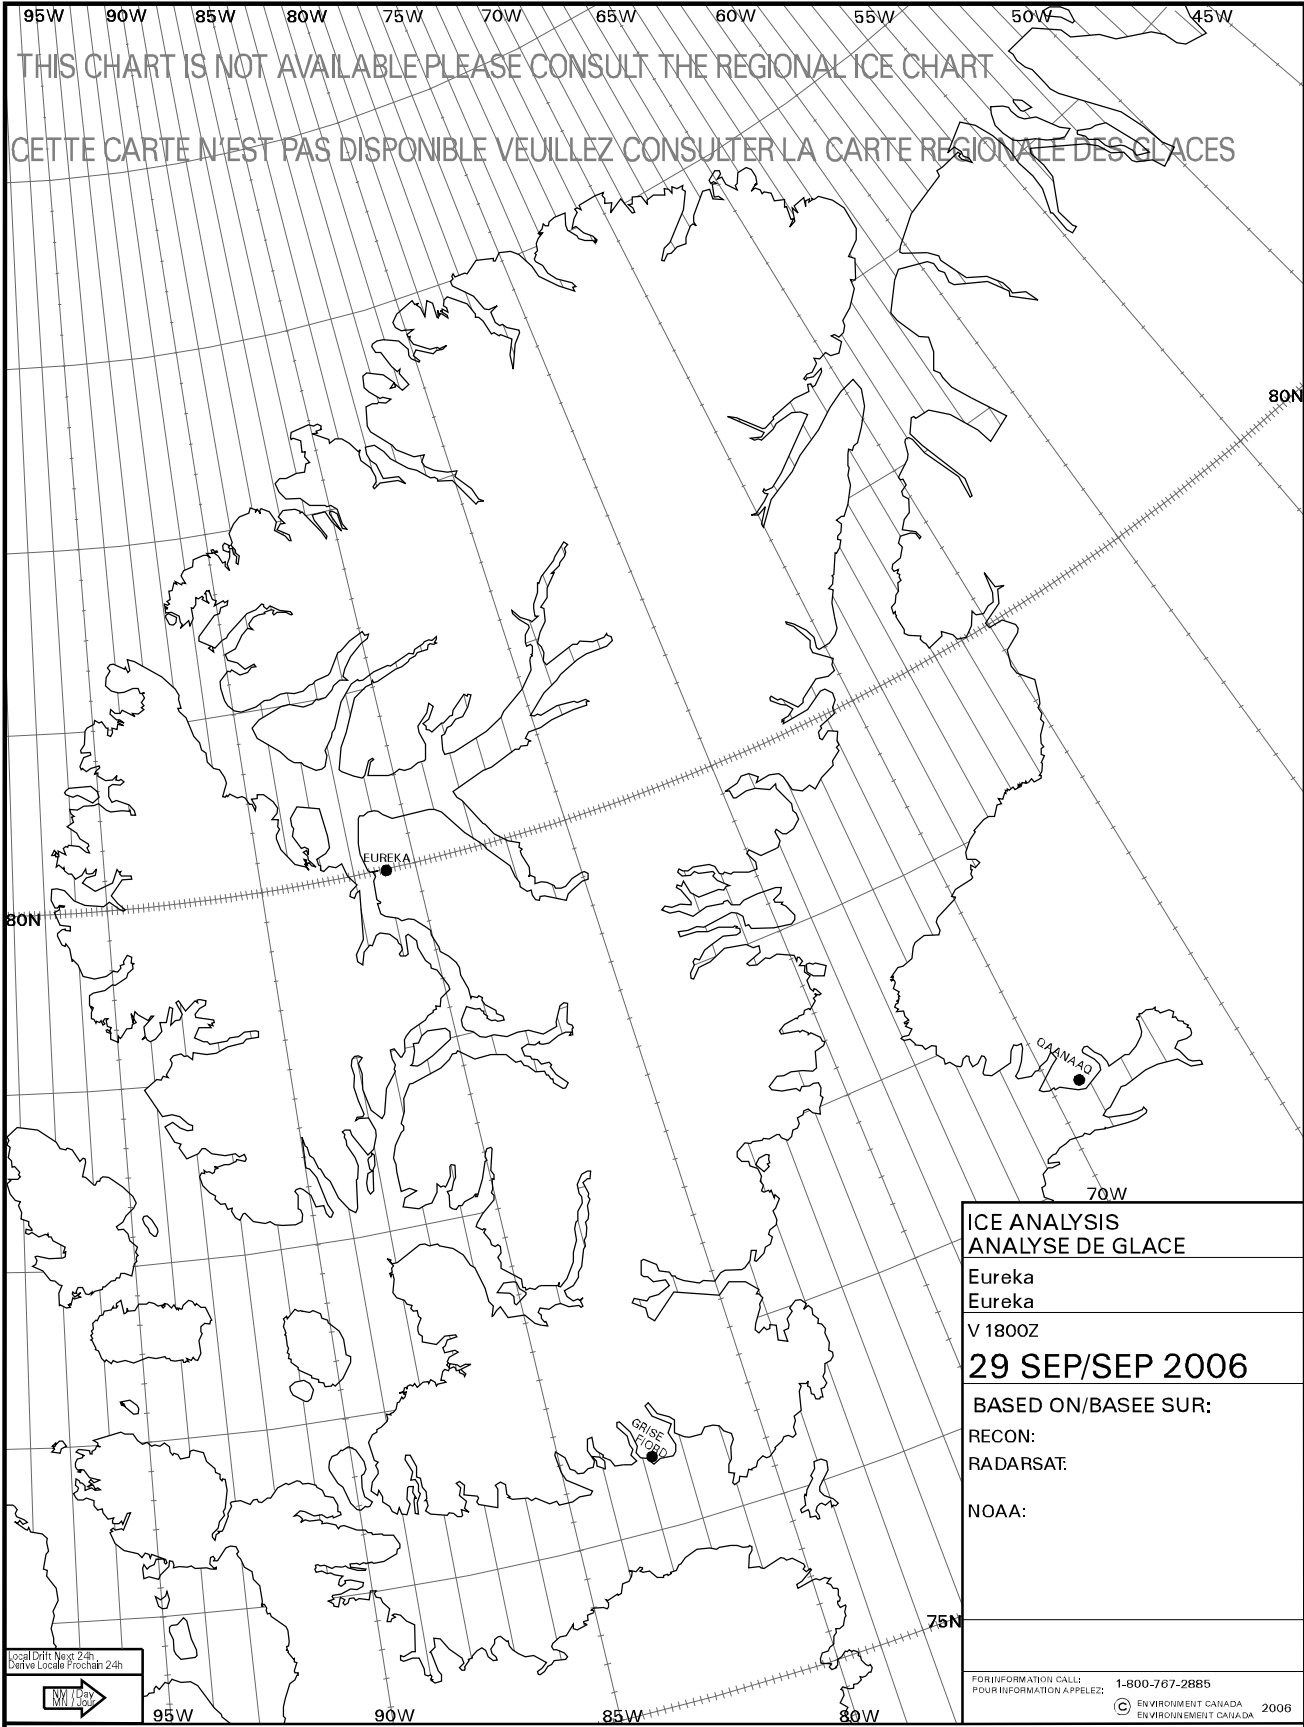 95W 90W 85W 80W 75W 70W 65W 60W 55W 50W 45W
THIS CHART IS NOT AVAILABLE PLEASE CONSULT THE REGIONAL ICE CHART
CETTE CARTE N'EST PAS DISPONIBLE VEUILLEZ CONSULTER LA CARTE REGIONALE DES GLACES
80N
EUREKA
80N
QAANAAQ
70W
ICE ANALYSIS
ANALYSE DE GLACE
Eureka
Eureka
V 1800Z
29 SEP/SEP 2006
BASED ON/BASEE SUR:
RECON:
RADARSAT:
NOAA:
GRISE
FIORD
75N
Local Drift Next 24h
Derive Locale Prochain 24h
NM / Day
MN / Jour
FOR INFORMATION CALL:
POUR INFORMATION APPELEZ:
1-800-767-2885
© ENVIRONMENT CANADA
ENVIRONNEMENT CANADA
2006
95W 90W 85W 80W